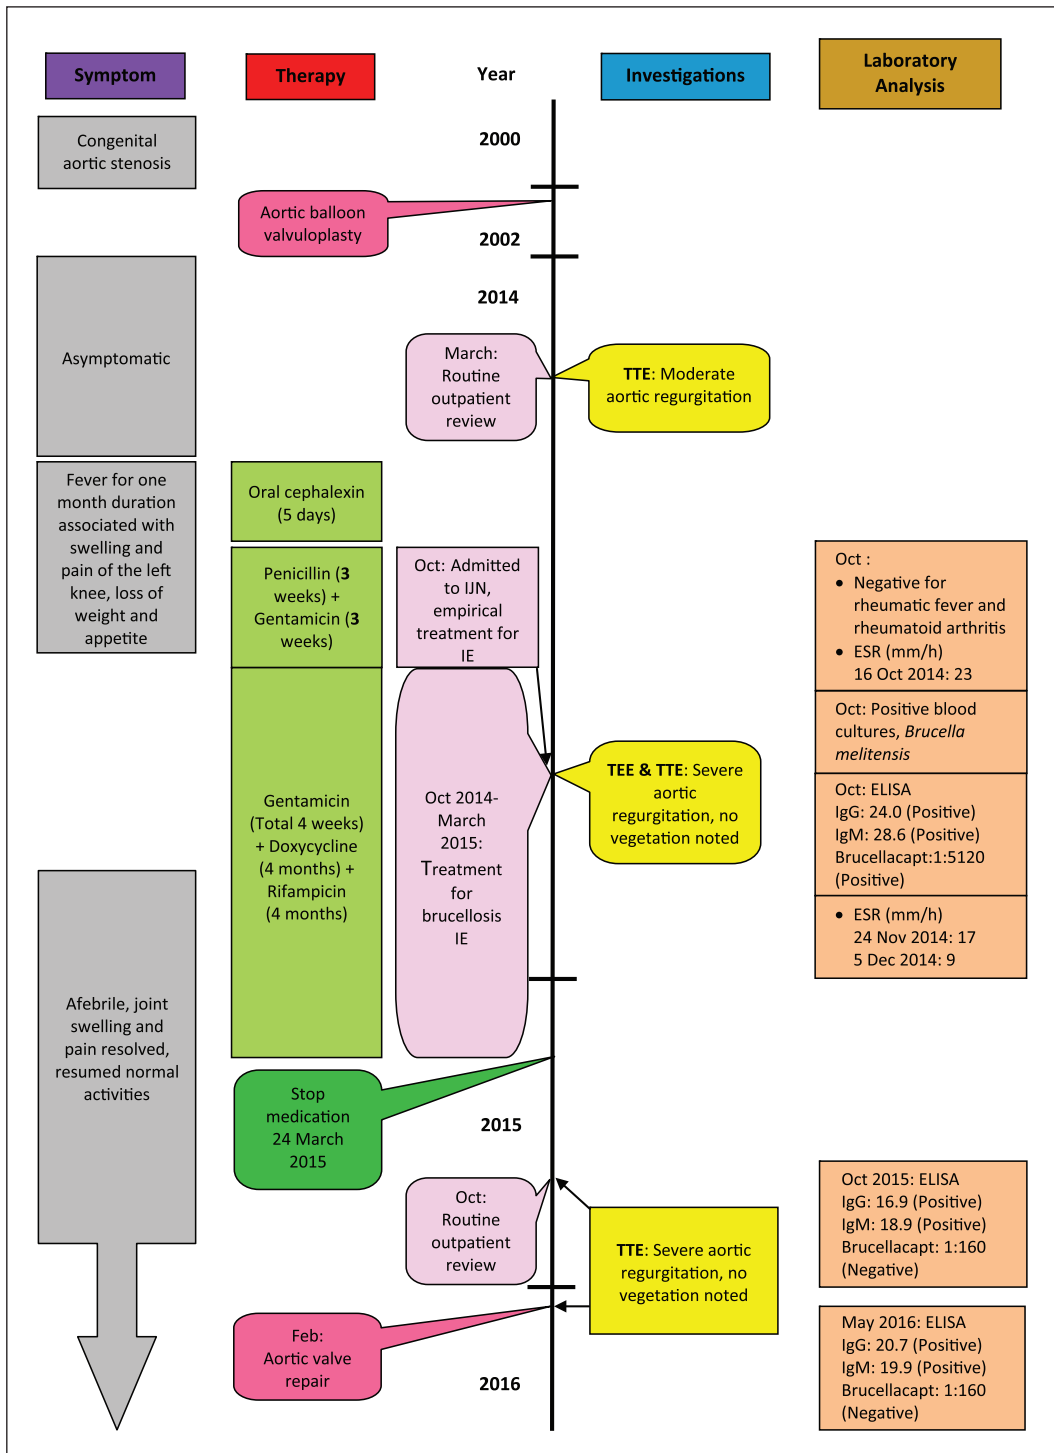 Symptom
Therapy
Year
Investigations
Laboratory
Analysis
Congenital
aortic stenosis
2000
Aortic balloon
valvuloplasty
2002
2014
Asymptomatic
March:
Routine
outpatient
review
TTE: Moderate
aortic regurgitation
Fever for one
month duration
associated with
swelling and
pain of the left
knee, loss of
weight and
appetite
Oral cephalexin
(5 days)
Penicillin (3
weeks) +
Gentamicin (3
weeks)
Oct: Admitted
to IJN,
empirical
treatment for
IE
Oct :
• Negative for
rheumatic fever and
rheumatoid arthritis
• ESR (mm/h)
16 Oct 2014: 23
Oct: Positive blood
cultures, Brucella
melitensis
Gentamicin
(Total 4 weeks)
+ Doxycycline
(4 months) +
Rifampicin
(4 months)
Oct 2014-
March
2015:
Treatment
for
brucellosis
IE
TEE & TTE: Severe
aortic
regurgitation, no
vegetation noted
Oct: ELISA
IgG: 24.0 (Positive)
IgM: 28.6 (Positive)
Brucellacapt:1:5120
(Positive)
• ESR (mm/h)
24 Nov 2014: 17
5 Dec 2014: 9
Afebrile, joint
swelling and
pain resolved,
resumed normal
activities
Stop
medication
24 March
2015
2015
Oct:
Routine
outpatient
review
TTE: Severe aortic
regurgitation, no
vegetation noted
Oct 2015: ELISA
IgG: 16.9 (Positive)
IgM: 18.9 (Positive)
Brucellacapt: 1:160
(Negative)
Feb:
Aortic valve
repair
2016
May 2016: ELISA
IgG: 20.7 (Positive)
IgM: 19.9 (Positive)
Brucellacapt: 1:160
(Negative)